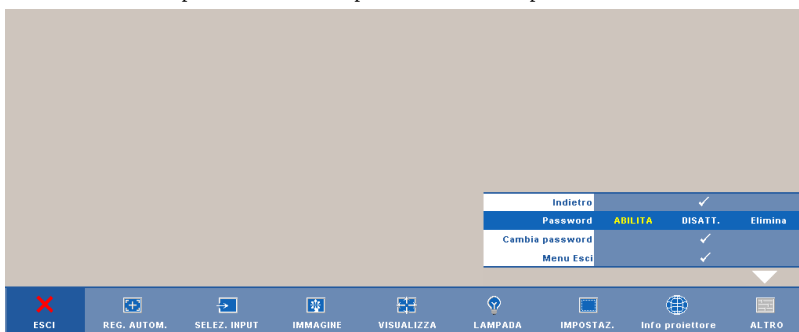 Indietro
Password ABILITA DISATT. Elimina
Cambia password
Menu Esci
ESCI REG. AUTOM. SELEZ. INPUT IMMAGINE VISUALIZZA LAMPADA IMPOSTAZ. Info proiettore ALTRO